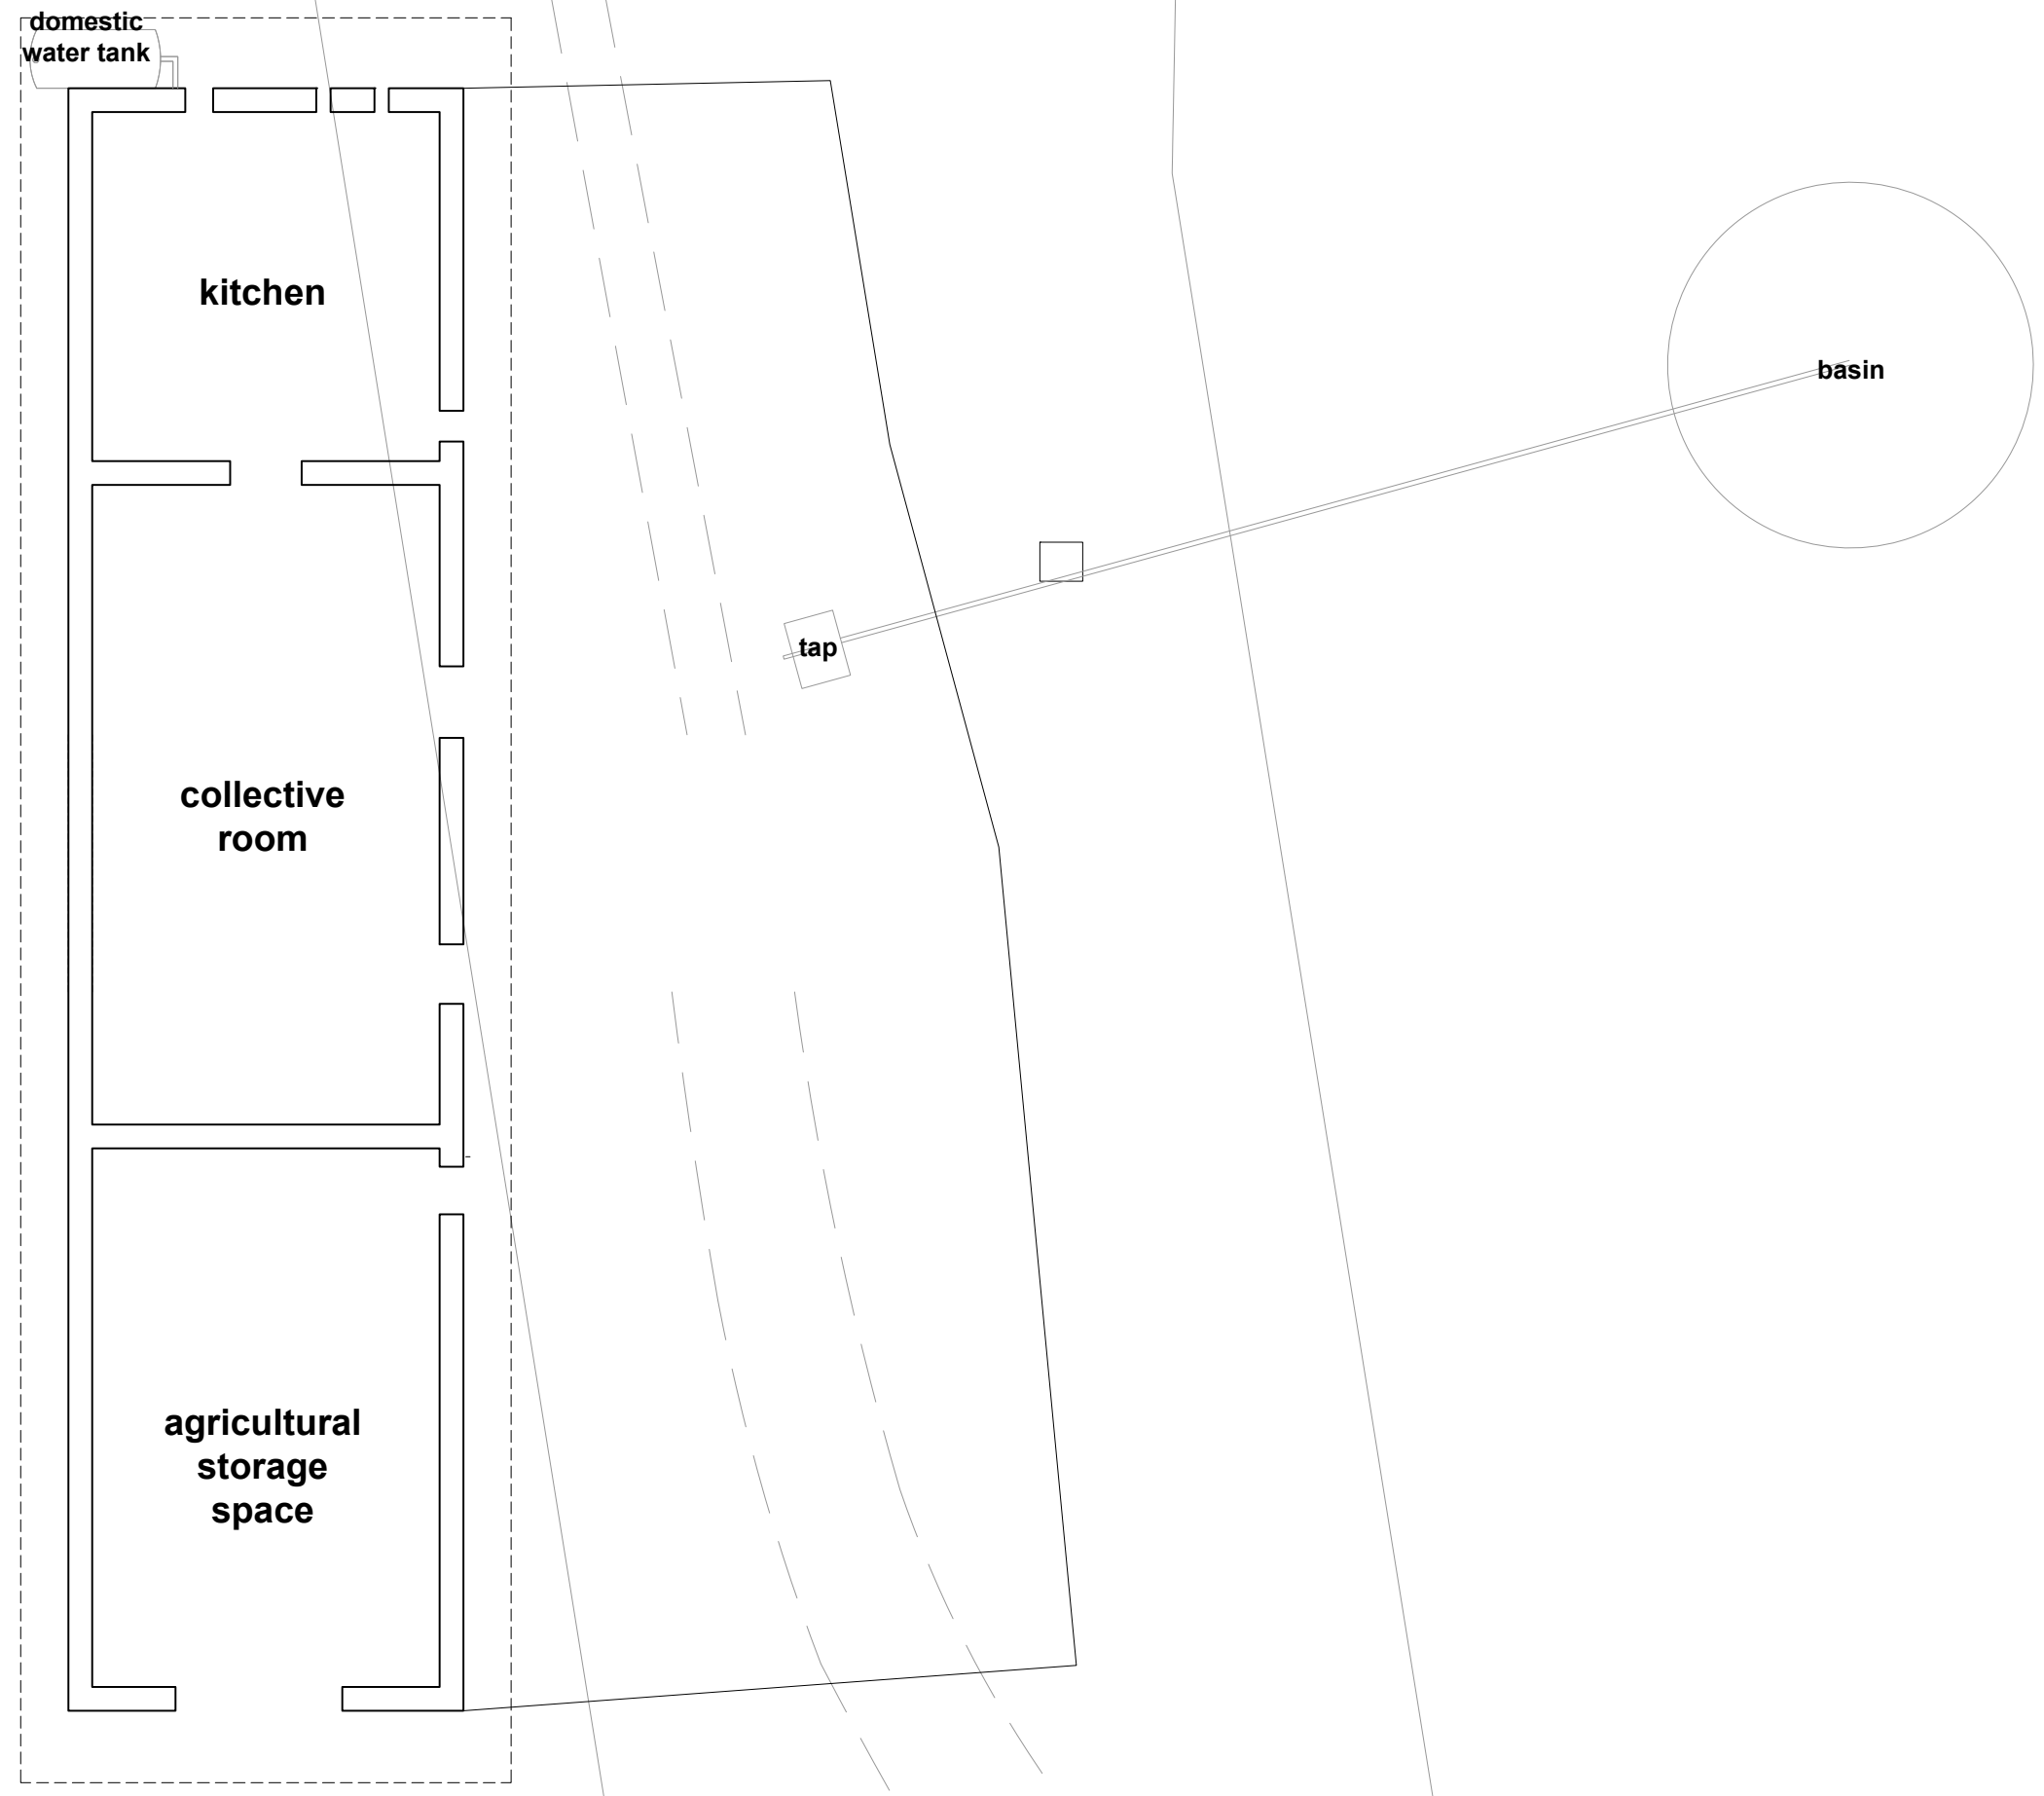 domestic
water tank
kitchen
basin
tap
collective
room
agricultural
storage
space